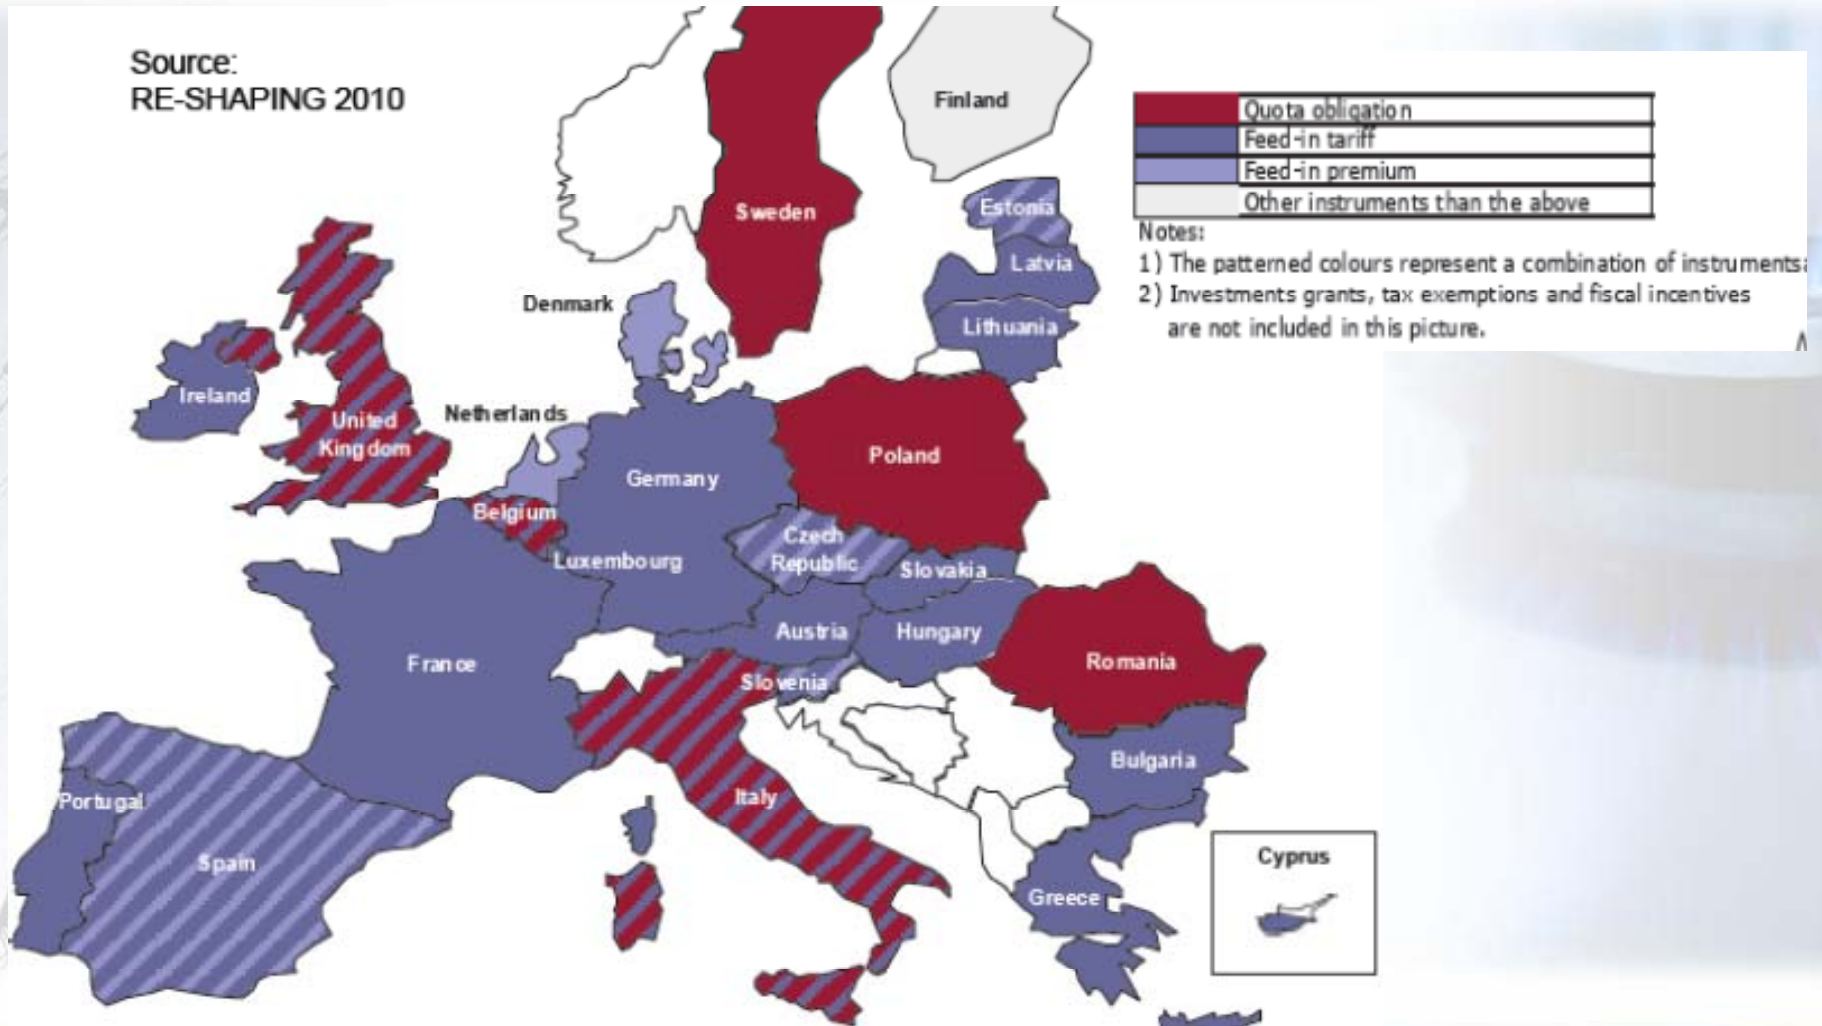 Source:
RE-SHAPING 2010
Finland
Quota obligation
Feed-in tariff
Feed-in premium
Other instruments than the above
Notes:
1) The patterned colours represent a combination of instruments
2) Investments grants, tax exemptions and fiscal incentives
are not included in this picture.
Sweden
Estonia
Latvia
Denmark
Lithuania
Ireland
Netherlands
United
Kingdom
Poland
Germany
Belgium
Czech
Republic
Luxembourg
Slovakia
Austria
Hungary
France
Romania
Slovenia
Bulgaria
Portugal
Italy
Spain
Cyprus
Greece